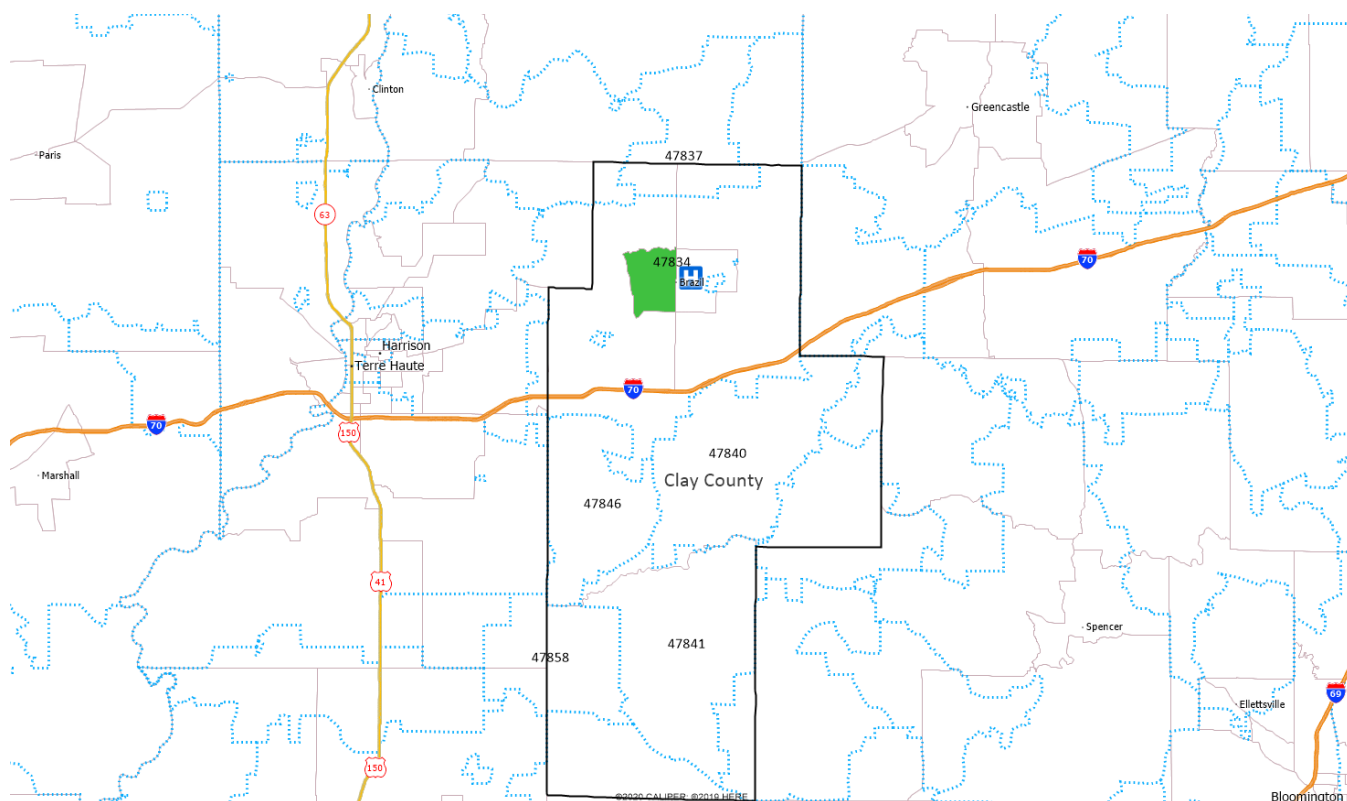 Clinton
Greencastle
Paris
47837
63
47834
H
Brazil
70
Harrison
Terre Haute
70
70
150
47840
Marshall
Clay County
47846
41
Spencer
47841
47858
69
Ellettsville
150
©2020 CALIPER; ©2019 HERE
Bloomington